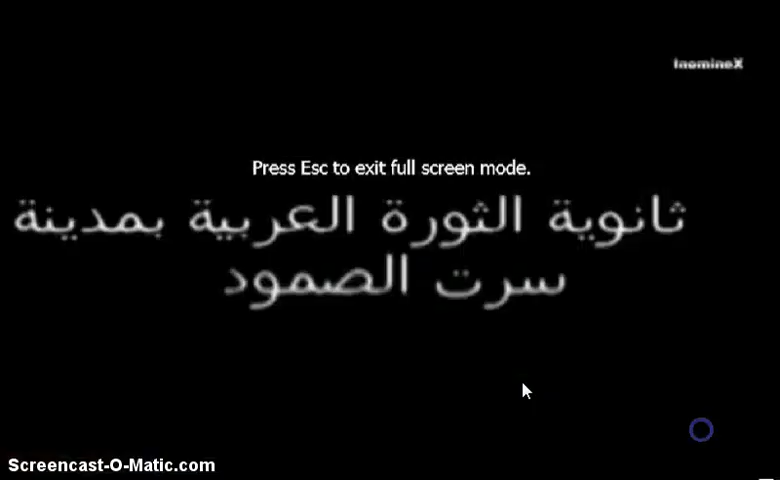 InomineX
Press Esc to exit full screen mode.
ثانوية الثورة العربية بمدينة
سرت الصمود
Screencast-O-Matic.com